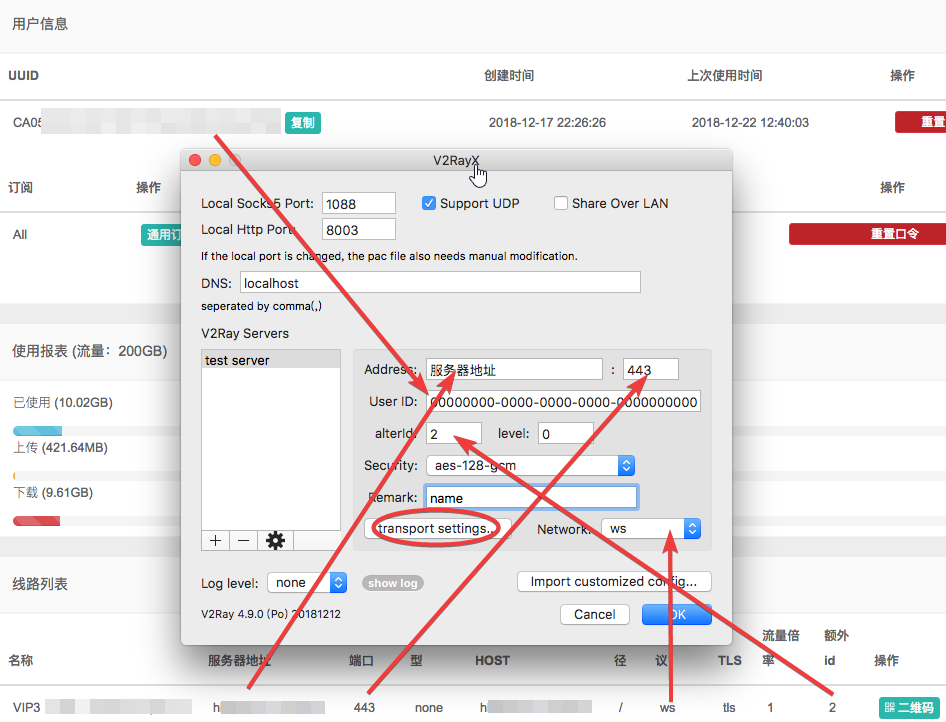 用户信息
UUID 创建时间 上次使用时间 操作
CA05 复制 2018-12-17 22:26:26 2018-12-22 12:40:03 重置
V2RayX
订阅 操作 操作
Local Socks5 Port: 1088 Support UDP Share Over LAN
All 通用订 重置口令
Local Http Port: 8003
If the local port is changed, the pac file also needs manual modification.
DNS: localhost
seperated by comma(,)
V2Ray Servers
使用报表 (流量：200GB)
test server
Address: 服务器地址 : 443
已使用 (10.02GB)
User ID: 00000000-0000-0000-0000-0000000000
alterId: 2 level: 0
上传 (421.64MB)
Security: aes-128-gcm
下载 (9.61GB)
Remark: name
transport settings... Network: ws
+ −
线路列表
Log level: none show log Import customized config...
V2Ray 4.9.0 (Po) 20181212 Cancel OK
流量倍 额外
名称 服务器地址 端口 型 HOST 径 议 TLS 率 id 操作
VIP3 h 443 none h / ws tls 1 2 二维码